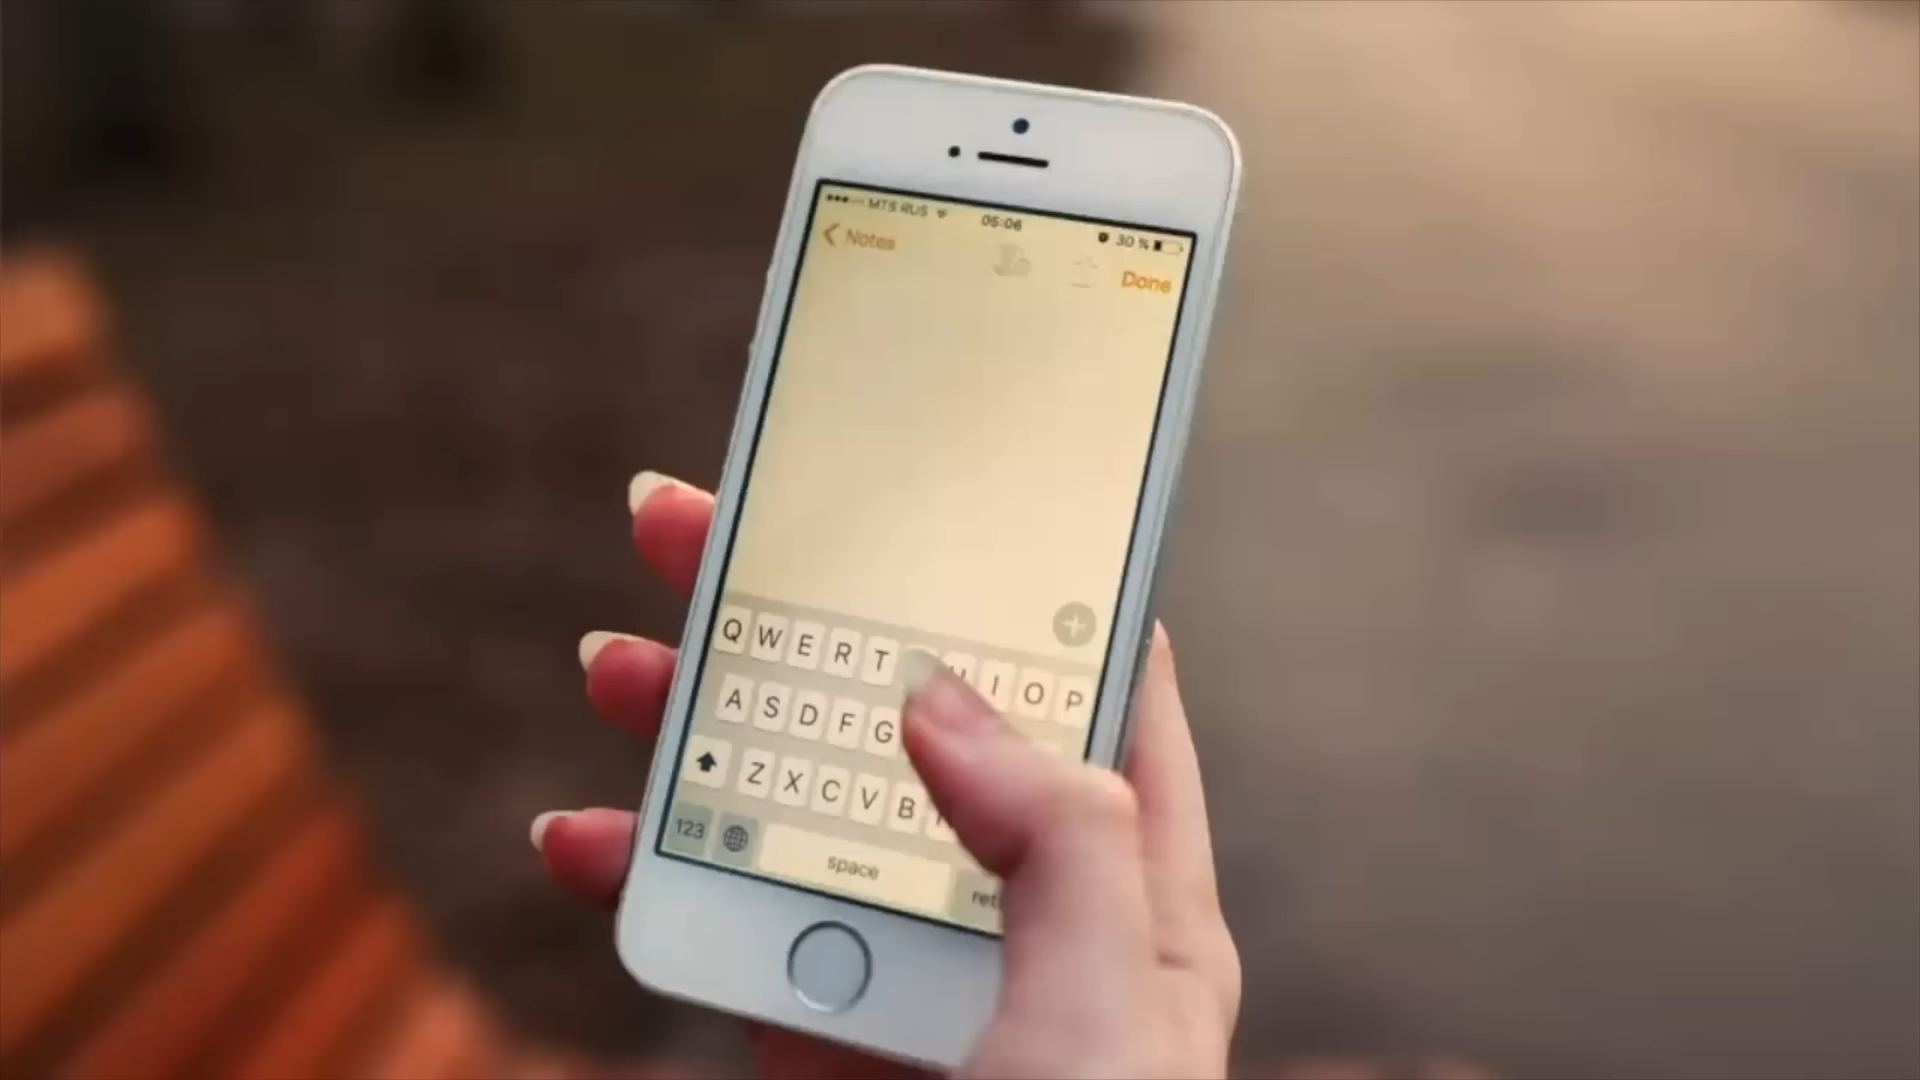 MTS RUS 05:06 30 %
Notes Done
Q W E R T I O P
A S D F G
Z X C V B
123 space